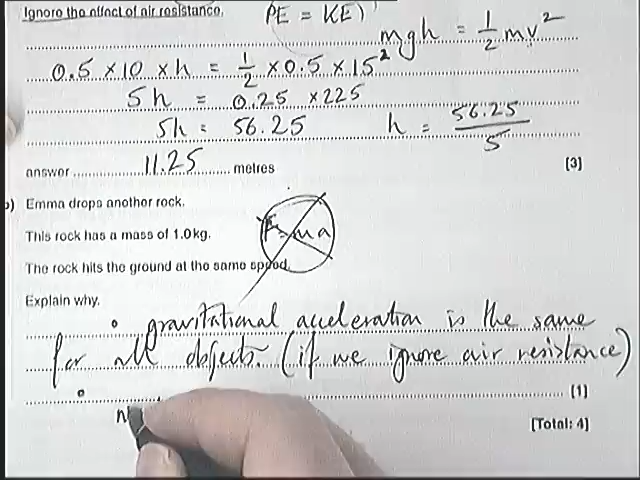 Ignore the effect of air resistance. PE = KE)
mgh = 1/2 mv²
0.5 × 10 × h = 1/2 × 0.5 × 15²
5h = 0.25 × 225
5h = 56.25 h = 56.25/5
answer 11.25 metres [3]
b) Emma drops another rock.
This rock has a mass of 1.0 kg. F = ma
The rock hits the ground at the same speed.
Explain why.
gravitational acceleration is the same
for all objects. (if we ignore air resistance)
[1]
[Total: 4]